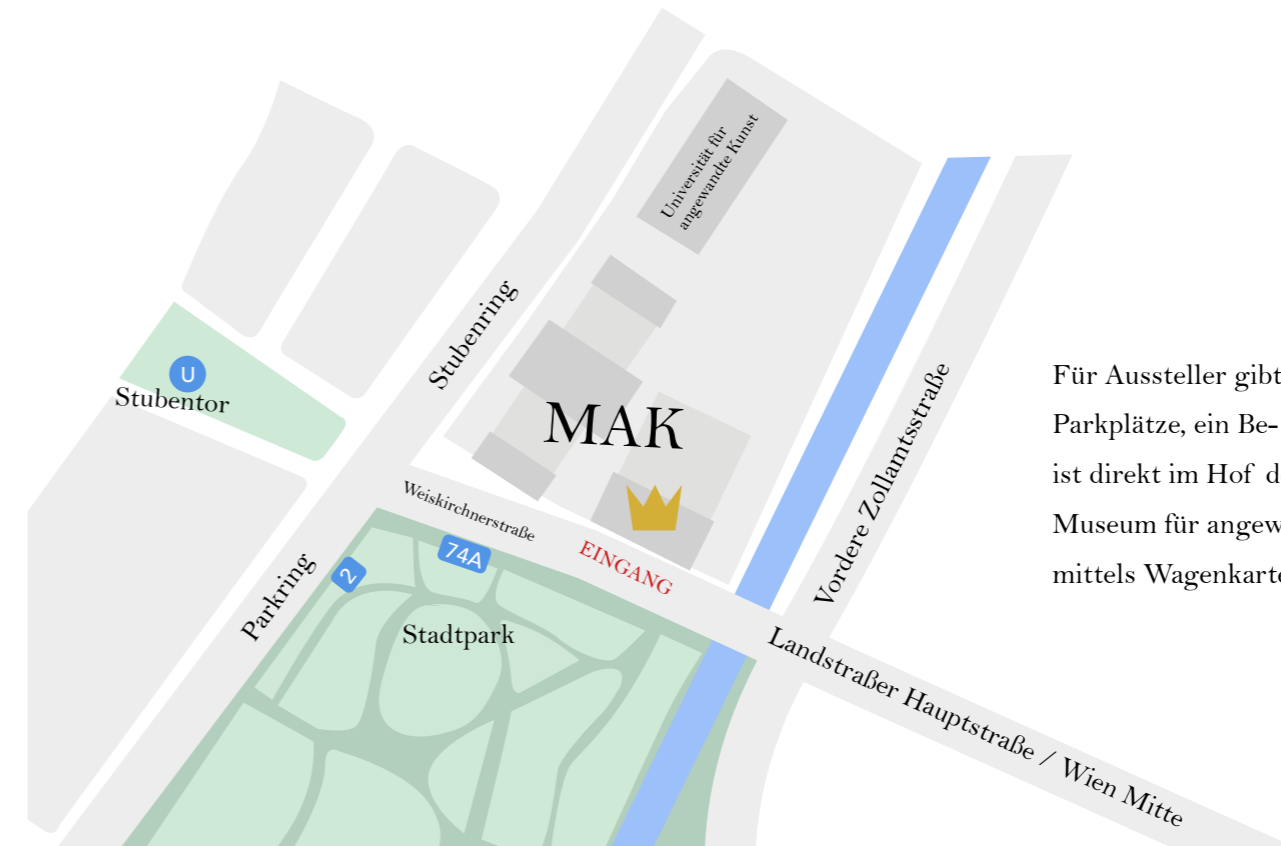 Universität für
angewandte Kunst
Stubenring
U
Stubentor
MAK
Weiskirchnerstraße
EINGANG
74A
2
Parkring
Stadtpark
Vordere Zollamtsstraße
Landstraßer Hauptstraße / Wien Mitte
Für Aussteller gibt
Parkplätze, ein Be-
ist direkt im Hof d
Museum für angew
mittels Wagenkarte